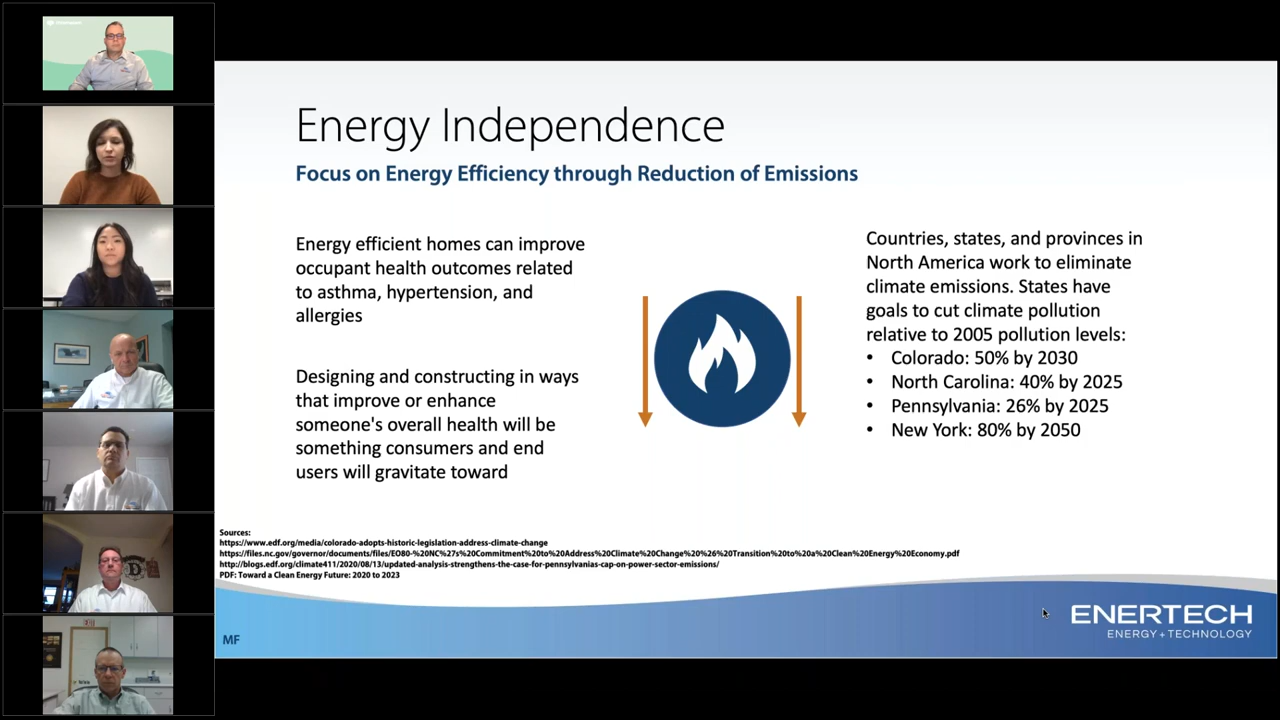 Energy Independence
Focus on Energy Efficiency through Reduction of Emissions
Energy efficient homes can improve
occupant health outcomes related
to asthma, hypertension, and
allergies
Designing and constructing in ways
that improve or enhance
someone's overall health will be
something consumers and end
users will gravitate toward
Countries, states, and provinces in
North America work to eliminate
climate emissions. States have
goals to cut climate pollution
relative to 2005 pollution levels:
• Colorado: 50% by 2030
• North Carolina: 40% by 2025
• Pennsylvania: 26% by 2025
• New York: 80% by 2050
Sources:
https://www.edf.org/media/colorado-adopts-historic-legislation-address-climate-change
https://files.nc.gov/governor/documents/files/EO80-%20NC%27s%20Commitment%20to%20Address%20Climate%20Change%20%26%20Transition%20to%20a%20Clean%20Energy%20Economy.pdf
http://blogs.edf.org/climate411/2020/08/13/updated-analysis-strengthens-the-case-for-pennsylvanias-cap-on-power-sector-emissions/
PDF: Toward a Clean Energy Future: 2020 to 2023
MF
ENERTECH
ENERGY + TECHNOLOGY
EXIT